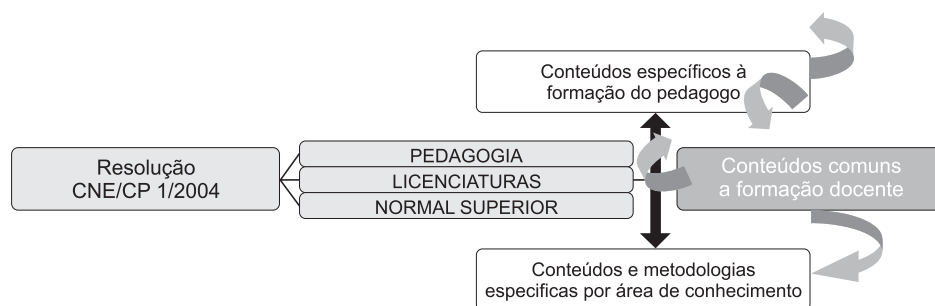 Conteúdos específicos à
formação do pedagogo
Resolução
CNE/CP 1/2004
PEDAGOGIA
LICENCIATURAS
NORMAL SUPERIOR
Conteúdos comuns
a formação docente
Conteúdos e metodologias
especificas por área de conhecimento